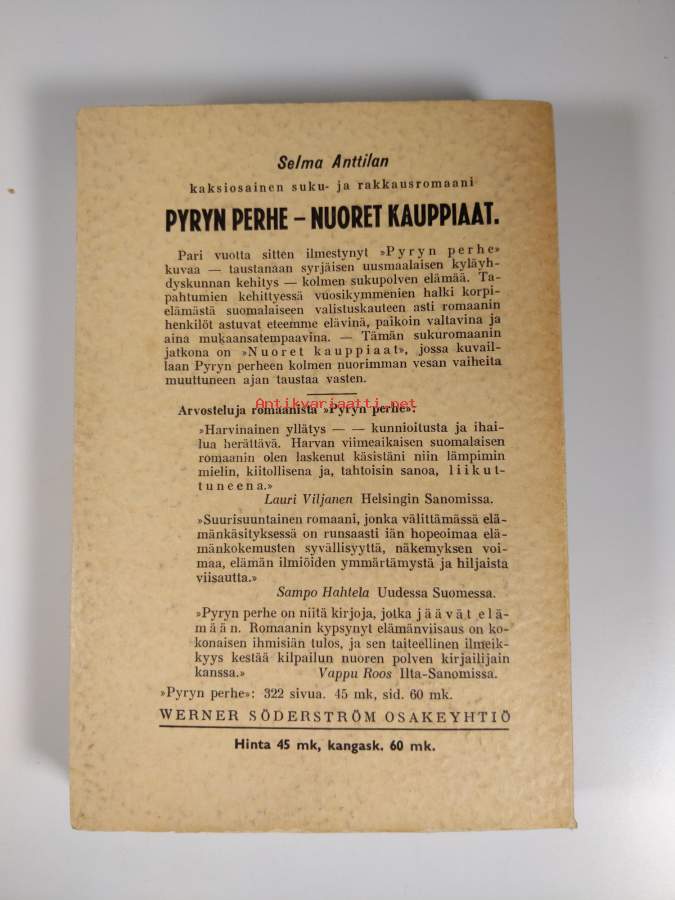 Selma Anttilan
kaksiosainen suku- ja rakkausromaani
PYRYN PERHE – NUORET KAUPPIAAT.
Pari vuotta sitten ilmestynyt »Pyryn perhe»
kuvaa — taustanaan syrjäisen uusmaalaisen kyläyh-
dyskunnan kehitys — kolmen sukupolven elämää. Ta-
pahtumien kehittyessä vuosikymmenien halki korpi-
elämästä suomalaiseen valistuskauteen asti romaanin
henkilöt astuvat eteemme elävinä, paikoin valtavina ja
aina mukaansatempaavina. — Tämän sukuromaanin
jatkona on »Nuoret kauppiaat», jossa kuvail-
laan Pyryn perheen kolmen nuorimman vesan vaiheita
muuttuneen ajan taustaa vasten.
Antikvariaatti.net
Arvosteluja romaanista »Pyryn perhe»:
»Harvinainen yllätys — — kunnioitusta ja ihai-
lua herättävä. Harvan viimeaikaisen suomalaisen
romaanin olen laskenut käsistäni niin lämpimin
mielin, kiitollisena ja, tahtoisin sanoa, liikut-
tuneena.»
Lauri Viljanen Helsingin Sanomissa.
»Suurisuuntainen romaani, jonka välittämässä elä-
mänkäsityksessä on runsaasti iän hopeoimaa elä-
mänkokemusten syvällisyyttä, näkemyksen voi-
maa, elämän ilmiöiden ymmärtämystä ja hiljaista
viisautta.»
Sampo Hahtela Uudessa Suomessa.
»Pyryn perhe on niitä kirjoja, jotka jäävät elä-
mään. Romaanin kypsynyt elämänviisaus on ko-
konaisen ihmisiän tulos, ja sen taiteellinen ilmeik-
kyys kestää kilpailun nuoren polven kirjailijain
kanssa.» Vappu Roos Ilta-Sanomissa.
»Pyryn perhe»: 322 sivua. 45 mk, sid. 60 mk.
WERNER SÖDERSTRÖM OSAKEYHTIÖ
Hinta 45 mk, kangask. 60 mk.